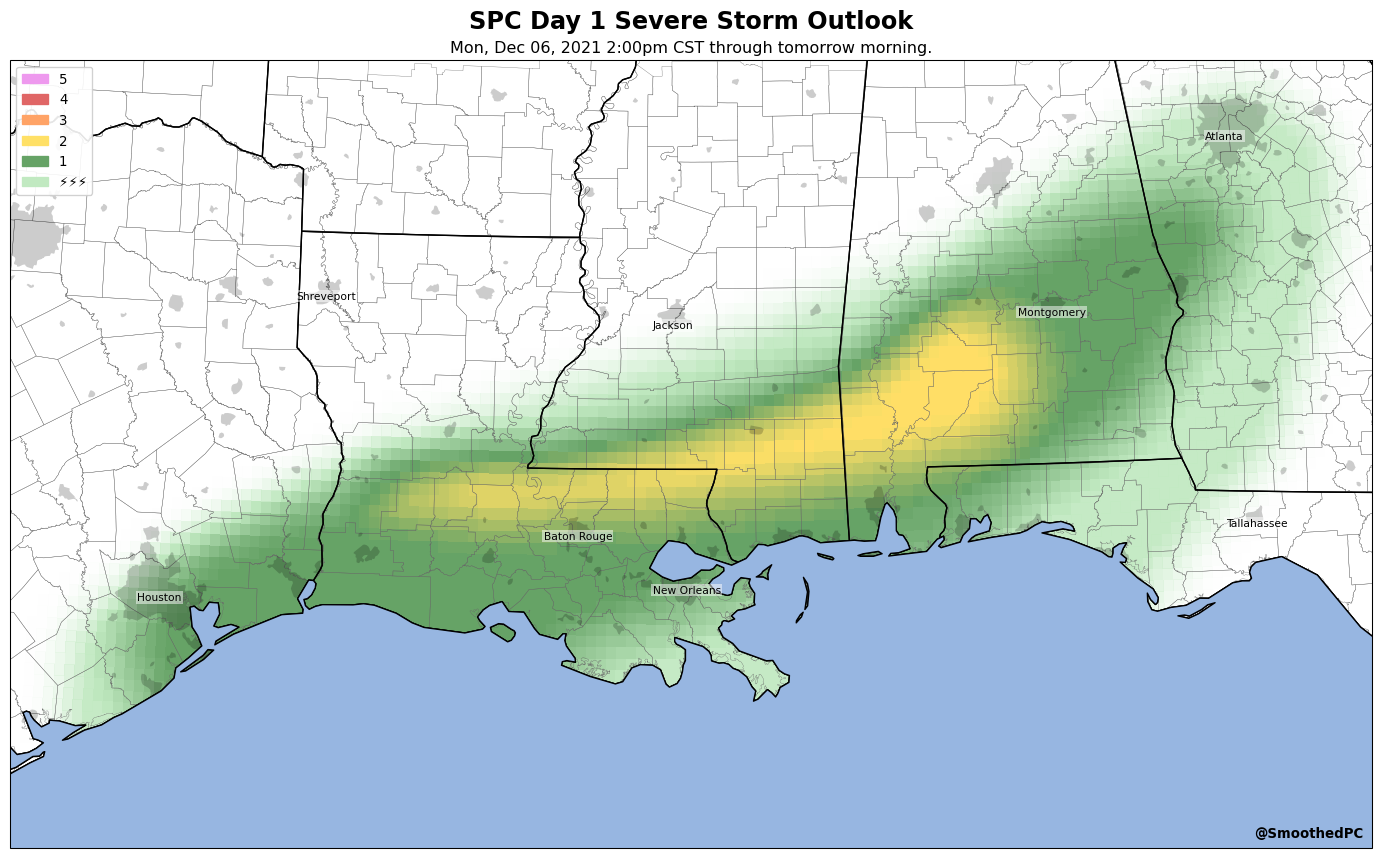 SPC Day 1 Severe Storm Outlook
Mon, Dec 06, 2021 2:00pm CST through tomorrow morning.
5
4
3
2
1
⚡⚡⚡
Atlanta
Shreveport
Jackson
Montgomery
Baton Rouge
Tallahassee
New Orleans
Houston
@SmoothedPC